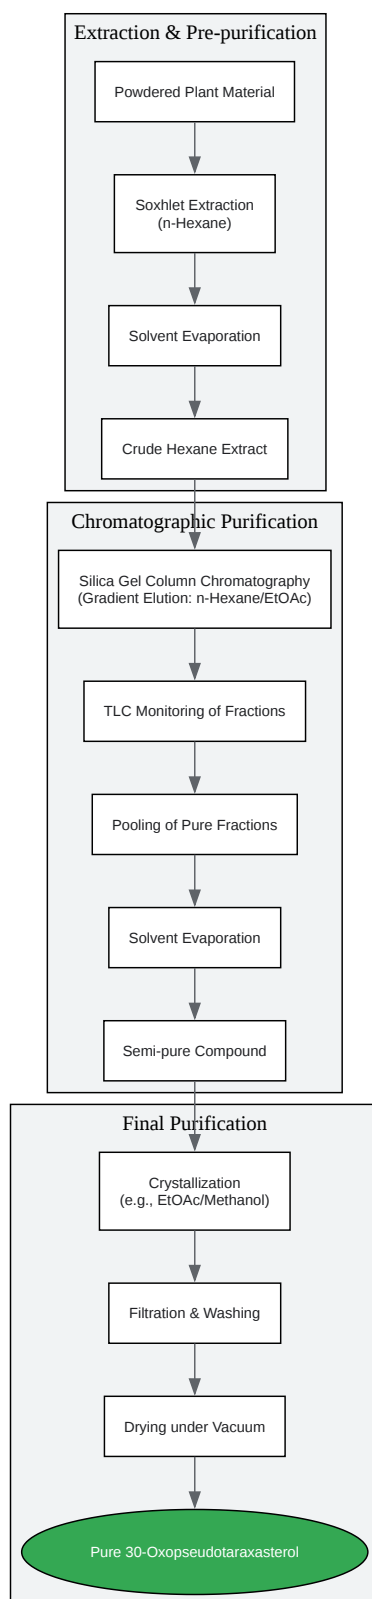 Extraction & Pre-purification
Powdered Plant Material
Soxhlet Extraction
(n-Hexane)
Solvent Evaporation
Crude Hexane Extract
Chromatographic Purification
Silica Gel Column Chromatography
(Gradient Elution: n-Hexane/EtOAc)
TLC Monitoring of Fractions
Pooling of Pure Fractions
Solvent Evaporation
Semi-pure Compound
Final Purification
Crystallization
(e.g., EtOAc/Methanol)
Filtration & Washing
Drying under Vacuum
Pure 30-Oxopseudotaraxasterol